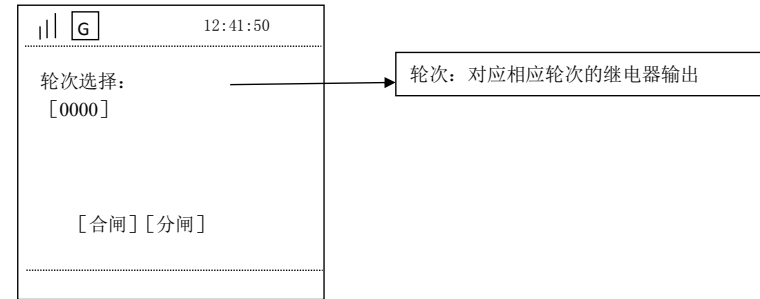 G 12:41:50
轮次选择：
[0000]
[合闸][分闸]
轮次：对应相应轮次的继电器输出